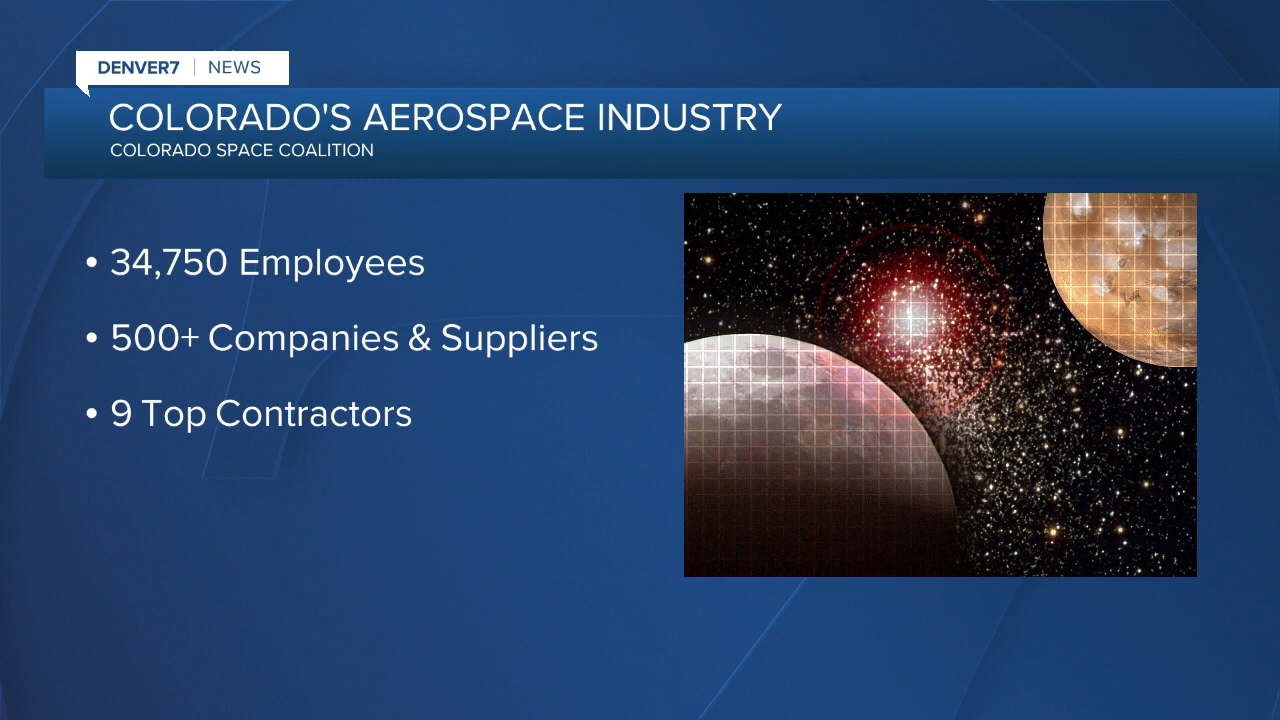 DENVER7 | NEWS
COLORADO'S AEROSPACE INDUSTRY
COLORADO SPACE COALITION
• 34,750 Employees
• 500+ Companies & Suppliers
• 9 Top Contractors